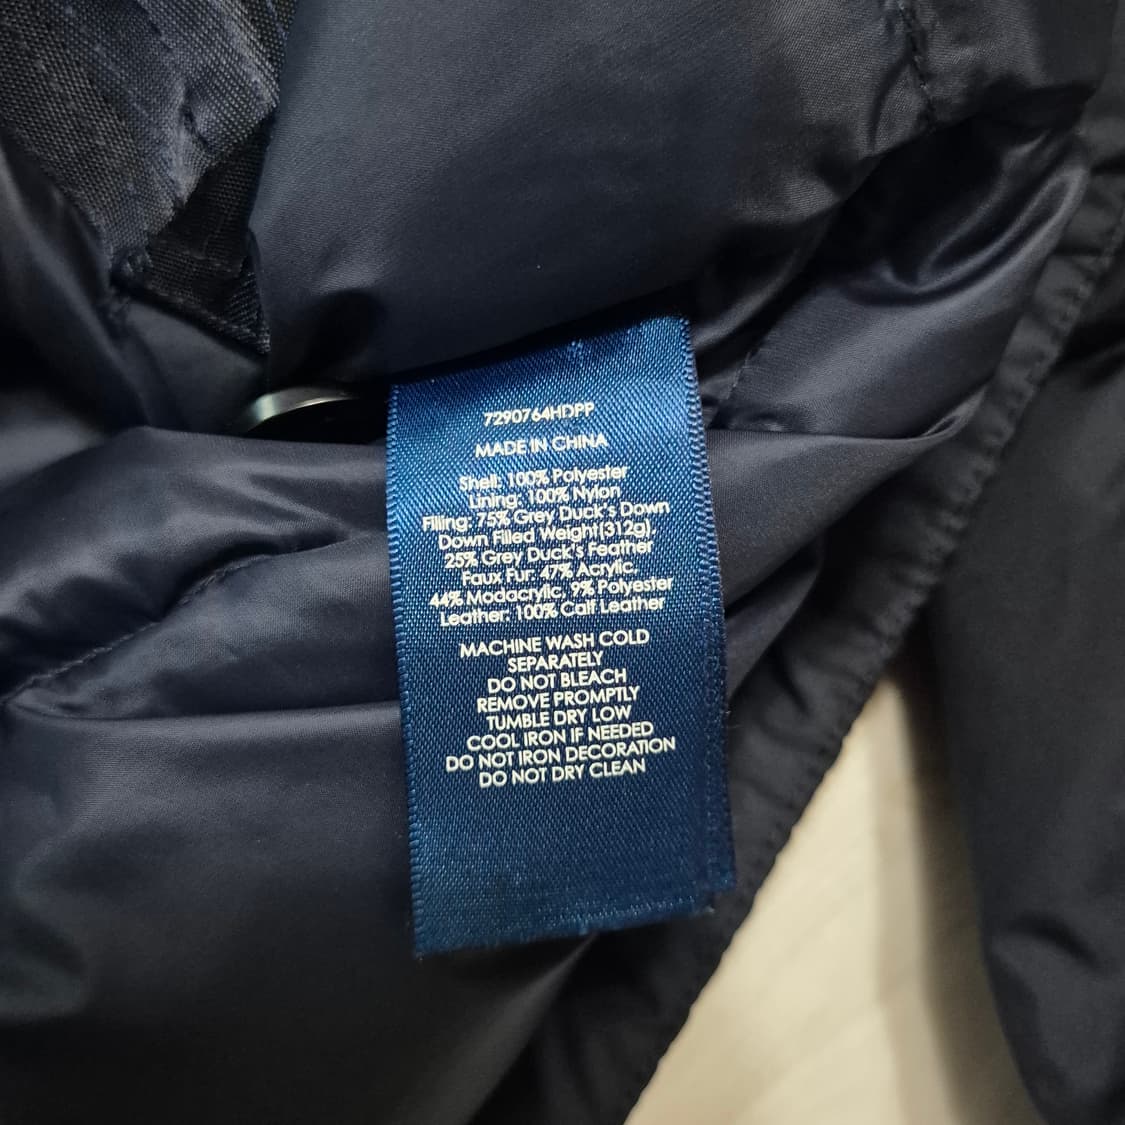 7290764HDPP
MADE IN CHINA
Shell: 100% Polyester
Lining: 100% Nylon
Filling: 75% Grey Duck's Down
Down Filled Weight(312g)
25% Grey Duck's Feather
Faux Fur: 47% Acrylic
44% Modacrylic, 9% Polyester
Leather: 100% Calf Leather
MACHINE WASH COLD
SEPARATELY
DO NOT BLEACH
REMOVE PROMPTLY
TUMBLE DRY LOW
COOL IRON IF NEEDED
DO NOT IRON DECORATION
DO NOT DRY CLEAN